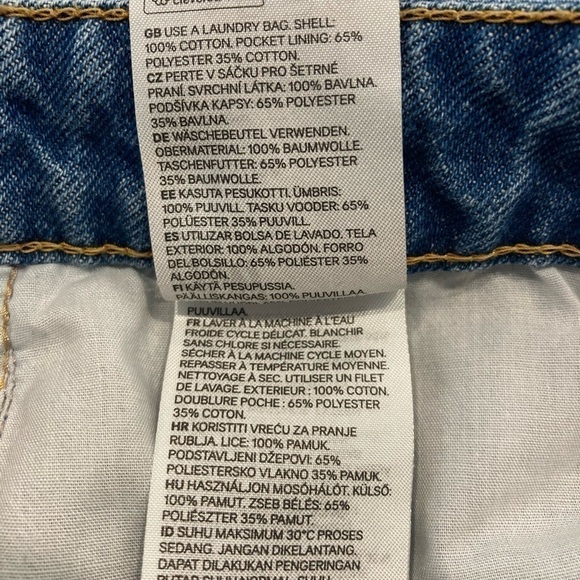 GB USE A LAUNDRY BAG. SHELL:
100% COTTON. POCKET LINING: 65%
POLYESTER 35% COTTON.
CZ PERTE V SÁČKU PRO ŠETRNÉ
PRANÍ. SVRCHNÍ LÁTKA: 100% BAVLNA.
PODŠÍVKA KAPSY: 65% POLYESTER
35% BAVLNA.
DE WÄSCHEBEUTEL VERWENDEN.
OBERMATERIAL: 100% BAUMWOLLE.
TASCHENFUTTER: 65% POLYESTER
35% BAUMWOLLE.
EE KASUTA PESUKOTTI. ÜMBRIS:
100% PUUVILL. TASKU VOODER: 65%
POLÜESTER 35% PUUVILL.
ES UTILIZAR BOLSA DE LAVADO. TELA
EXTERIOR: 100% ALGODÓN. FORRO
DEL BOLSILLO: 65% POLIÉSTER 35%
ALGODÓN.
FI KÄYTÄ PESUPUSSIA.
PÄÄLLISKANGAS: 100% PUUVILLAA
PUUVILLAA.
FR LAVER À LA MACHINE À L'EAU
FROIDE CYCLE DÉLICAT. BLANCHIR
SANS CHLORE SI NÉCESSAIRE.
SÉCHER À LA MACHINE CYCLE MOYEN.
REPASSER À TEMPÉRATURE MOYENNE.
NETTOYAGE À SEC. UTILISER UN FILET
DE LAVAGE. EXTERIEUR : 100% COTON.
DOUBLURE POCHE : 65% POLYESTER
35% COTON.
HR KORISTITI VREĆU ZA PRANJE
RUBLJA. LICE: 100% PAMUK.
PODSTAVLJENI DŽEPOVI: 65%
POLIESTERSKO VLAKNO 35% PAMUK.
HU HASZNÁLJON MOSÓHÁLÓT. KÜLSŐ:
100% PAMUT. ZSEB BÉLÉS: 65%
POLIÉSZTER 35% PAMUT.
ID SUHU MAKSIMUM 30°C PROSES
SEDANG. JANGAN DIKELANTANG.
DAPAT DILAKUKAN PENGERINGAN
PUTAR SUHU NORMAL. SUHU